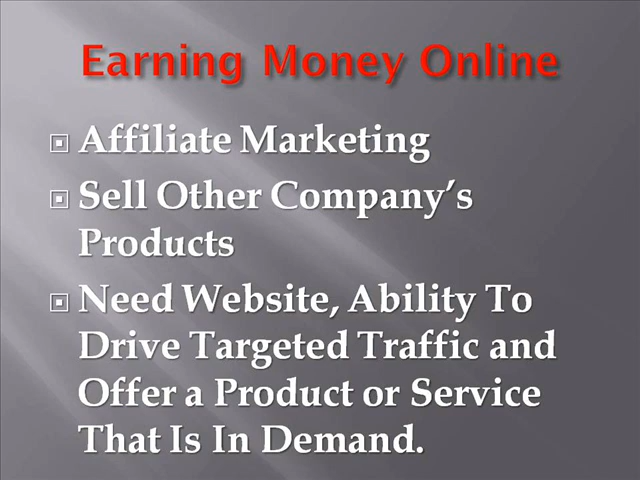 Earning Money Online
Affiliate Marketing
Sell Other Company's
Products
Need Website, Ability To
Drive Targeted Traffic and
Offer a Product or Service
That Is In Demand.